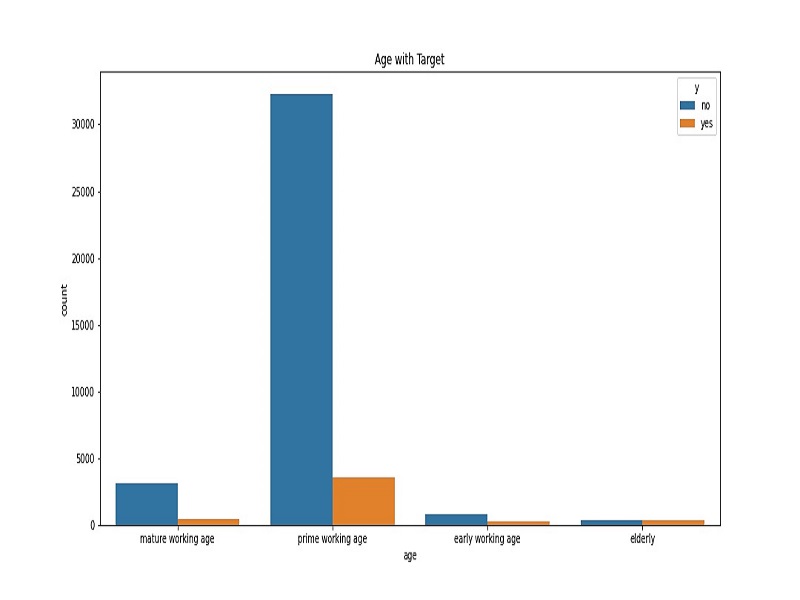 Age with Target
y
no
yes
30000
25000
20000
15000
10000
5000
0
count
mature working age
prime working age
early working age
elderly
age